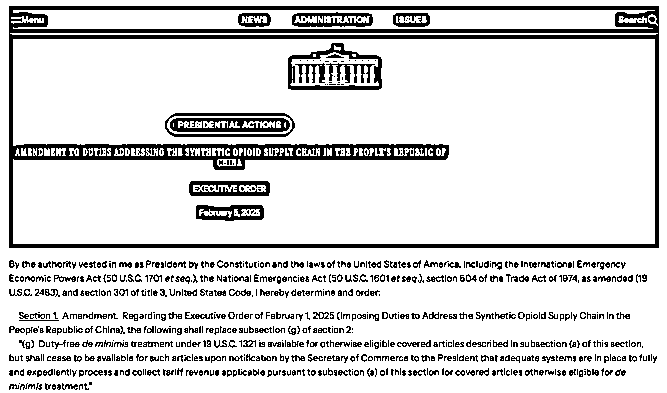 Menu NEWS ADMINISTRATION ISSUES Search
PRESIDENTIAL ACTIONS
AMENDMENT TO DUTIES ADDRESSING THE SYNTHETIC OPIOID SUPPLY CHAIN IN THE PEOPLE'S REPUBLIC OF
CHINA
EXECUTIVE ORDER
February 5, 2025
By the authority vested in me as President by the Constitution and the laws of the United States of America, including the International Emergency
Economic Powers Act (50 U.S.C. 1701 et seq.), the National Emergencies Act (50 U.S.C. 1601 et seq.), section 604 of the Trade Act of 1974, as amended (19
U.S.C. 2483), and section 301 of title 3, United States Code, I hereby determine and order:
Section 1. Amendment. Regarding the Executive Order of February 1, 2025 (Imposing Duties to Address the Synthetic Opioid Supply Chain in the
People's Republic of China), the following shall replace subsection (g) of section 2:
"(g) Duty-free de minimis treatment under 19 U.S.C. 1321 is available for otherwise eligible covered articles described in subsection (a) of this section,
but shall cease to be available for such articles upon notification by the Secretary of Commerce to the President that adequate systems are in place to fully
and expediently process and collect tariff revenue applicable pursuant to subsection (a) of this section for covered articles otherwise eligible for de
minimis treatment."